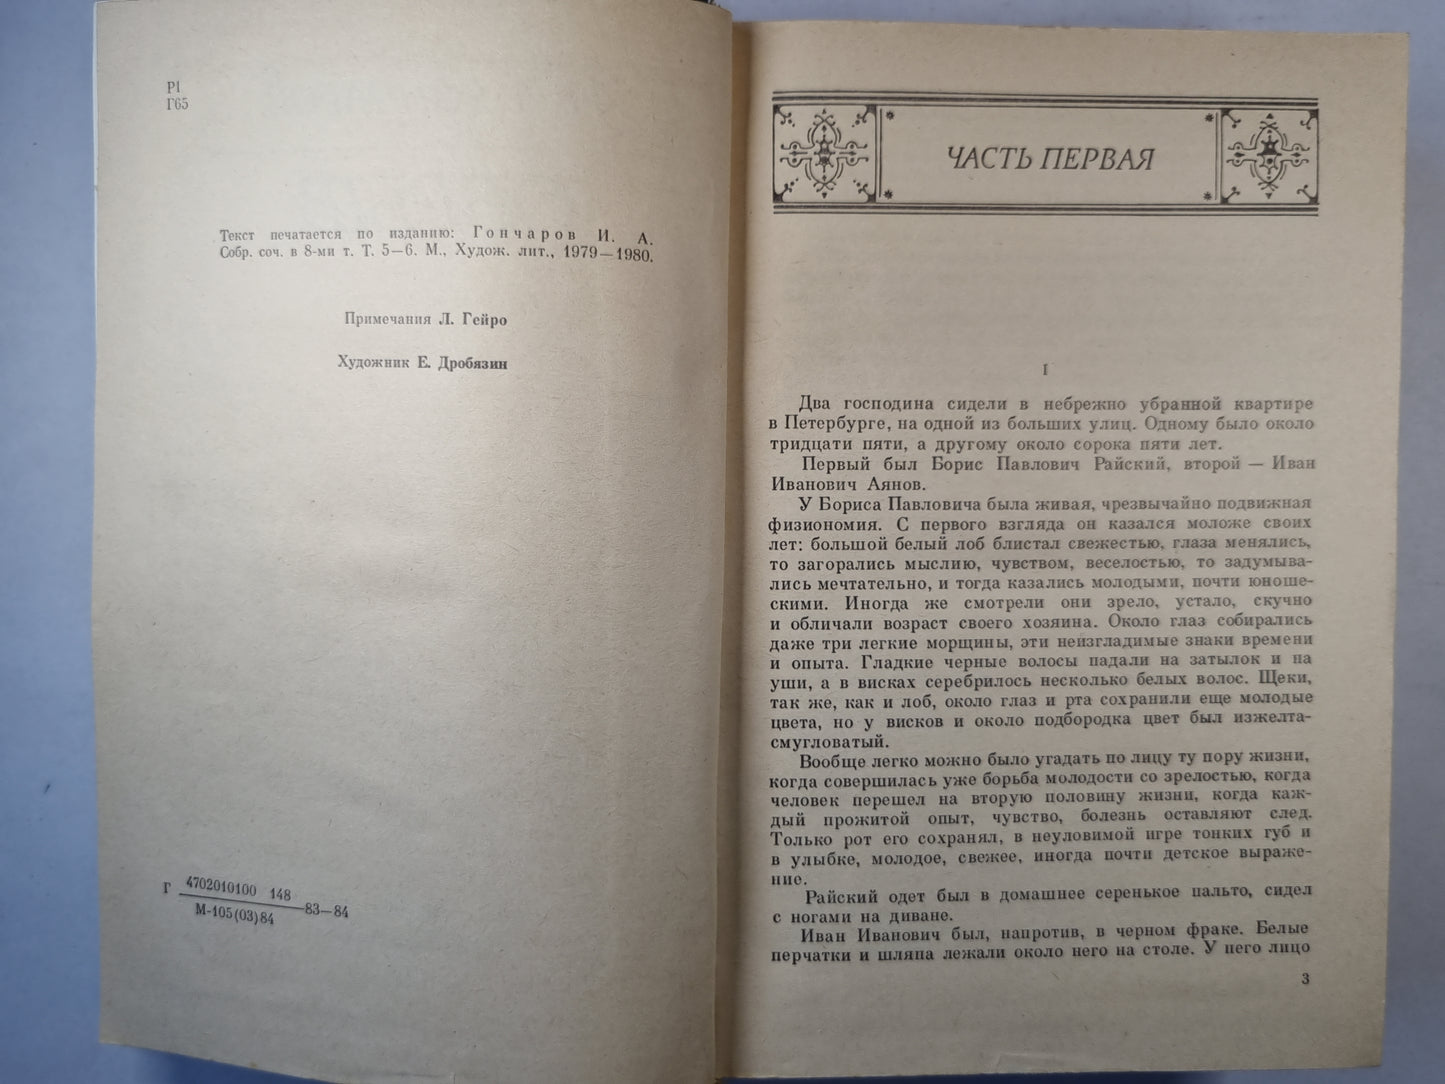 Р1
Г65
Текст печатается по изданию: Гончаров И. А.
Собр. соч. в 8-ми т. Т. 5—6. М., Худож. лит., 1979—1980.
Примечания Л. Гейро
Художник Е. Дробязин
Г 4702010100 148
М-105(03)84 —83—84
ЧАСТЬ ПЕРВАЯ
I
Два господина сидели в небрежно убранной квартире
в Петербурге, на одной из больших улиц. Одному было около
тридцати пяти, а другому около сорока пяти лет.
Первый был Борис Павлович Райский, второй — Иван
Иванович Аянов.
У Бориса Павловича была живая, чрезвычайно подвижная
физиономия. С первого взгляда он казался моложе своих
лет: большой белый лоб блистал свежестью, глаза менялись,
то загорались мыслию, чувством, веселостью, то задумыва-
лись мечтательно, и тогда казались молодыми, почти юноше-
скими. Иногда же смотрели они зрело, устало, скучно
и обличали возраст своего хозяина. Около глаз собирались
даже три легкие морщины, эти неизгладимые знаки времени
и опыта. Гладкие черные волосы падали на затылок и на
уши, а в висках серебрилось несколько белых волос. Щеки,
так же, как и лоб, около глаз и рта сохранили еще молодые
цвета, но у висков и около подбородка цвет был изжелта-
смугловатый.
Вообще легко можно было угадать по лицу ту пору жизни,
когда совершилась уже борьба молодости со зрелостью, когда
человек перешел на вторую половину жизни, когда каж-
дый прожитой опыт, чувство, болезнь оставляют след.
Только рот его сохранял, в неуловимой игре тонких губ и
в улыбке, молодое, свежее, иногда почти детское выраже-
ние.
Райский одет был в домашнее серенькое пальто, сидел
с ногами на диване.
Иван Иванович был, напротив, в черном фраке. Белые
перчатки и шляпа лежали около него на столе. У него лицо
3